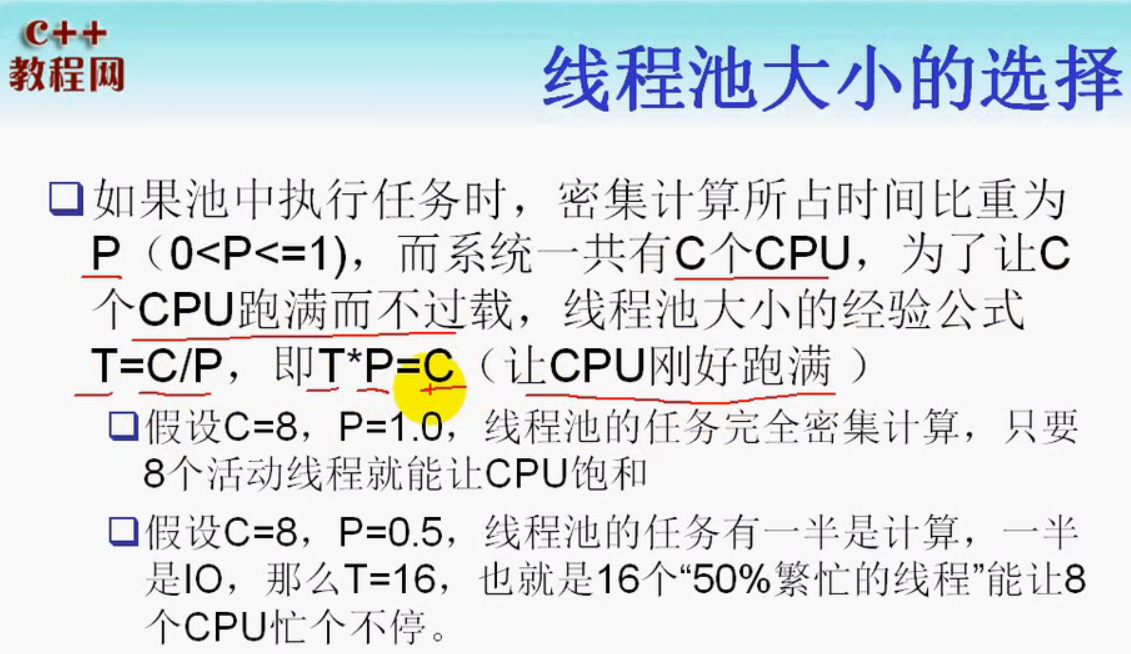 C++
教程网
线程池大小的选择
如果池中执行任务时，密集计算所占时间比重为
P（0<P<=1)，而系统一共有C个CPU，为了让C
个CPU跑满而不过载，线程池大小的经验公式
T=C/P，即T*P=C（让CPU刚好跑满）
假设C=8，P=1.0，线程池的任务完全密集计算，只要
8个活动线程就能让CPU饱和
假设C=8，P=0.5，线程池的任务有一半是计算，一半
是IO，那么T=16，也就是16个“50%繁忙的线程”能让8
个CPU忙个不停。